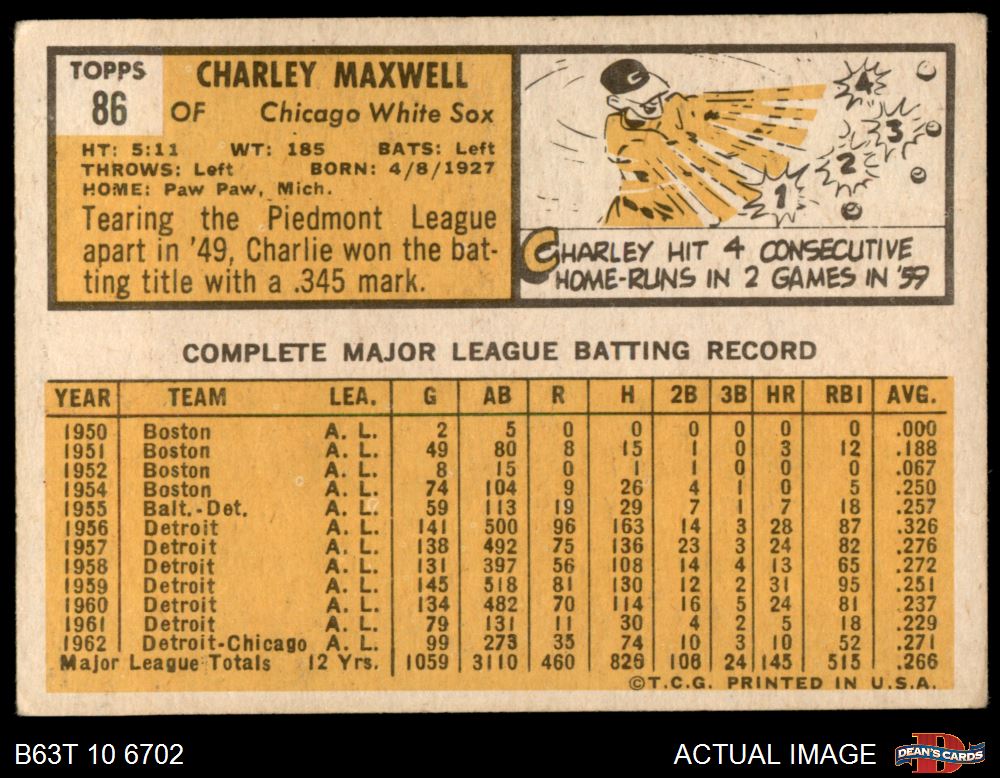 TOPPS
86
CHARLEY MAXWELL
OF Chicago White Sox
HT: 5:11 WT: 185 BATS: Left
THROWS: Left BORN: 4/8/1927
HOME: Paw Paw, Mich.
Tearing the Piedmont League
apart in '49, Charlie won the bat-
ting title with a .345 mark.
C
4
3
2
1
CHARLEY HIT 4 CONSECUTIVE
HOME-RUNS IN 2 GAMES IN '59
COMPLETE MAJOR LEAGUE BATTING RECORD
YEAR TEAM LEA. G AB R H 2B 3B HR RBI AVG.
1950 Boston A. L. 2 5 0 0 0 0 0 0 .000
1951 Boston A. L. 49 80 8 15 1 0 3 12 .188
1952 Boston A. L. 8 15 0 1 1 0 0 0 .067
1954 Boston A. L. 74 104 9 26 4 1 0 5 .250
1955 Balt.-Det. A. L. 59 113 19 29 7 1 7 18 .257
1956 Detroit A. L. 141 500 96 163 14 3 28 87 .326
1957 Detroit A. L. 138 492 75 136 23 3 24 82 .276
1958 Detroit A. L. 131 397 56 108 14 4 13 65 .272
1959 Detroit A. L. 145 518 81 130 12 2 31 95 .251
1960 Detroit A. L. 134 482 70 114 16 5 24 81 .237
1961 Detroit A. L. 79 131 11 30 4 2 5 18 .229
1962 Detroit-Chicago A. L. 99 273 35 74 10 3 10 52 .271
Major League Totals 12 Yrs. 1059 3110 460 826 106 24 145 515 .266
©T.C.G. PRINTED IN U.S.A.
B63T 10 6702
ACTUAL IMAGE
D
DEAN'S CARDS